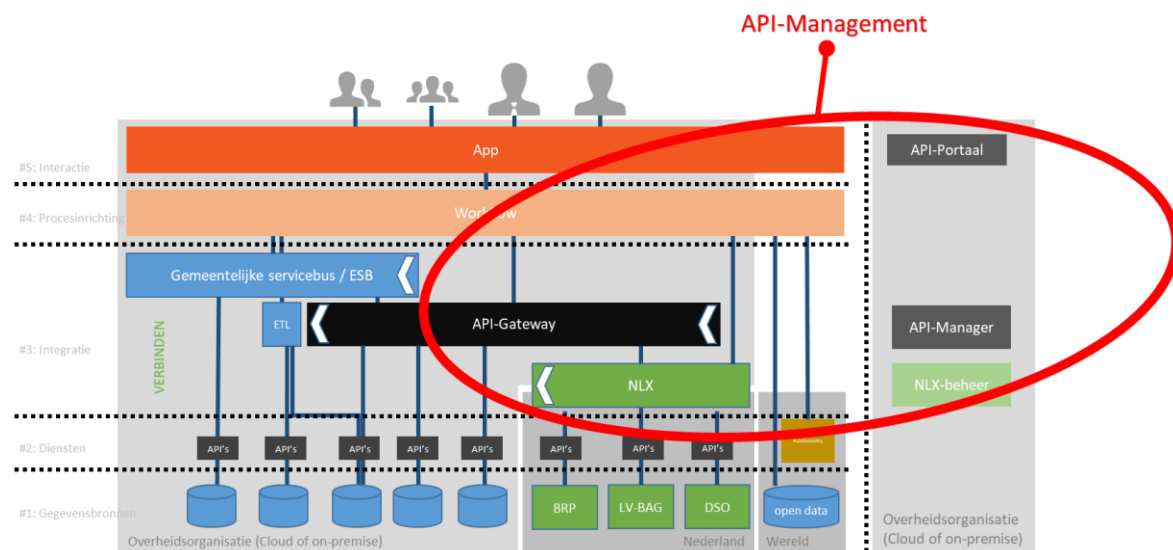 API-Management
App
API-Portaal
#5: Interactie
Workflow
#4: Procesinrichting
Gemeentelijke servicebus / ESB
ETL
API-Gateway
API-Manager
#3: Integratie
VERBINDEN
NLX
NLX-beheer
#2: Diensten
API's
API's
API's
API's
API's
API's
API's
API's
Functionality
#1: Gegevensbronnen
BRP
LV-BAG
DSO
open data
Overheidsorganisatie (Cloud of on-premise)
Nederland
Wereld
Overheidsorganisatie
(Cloud of on-premise)